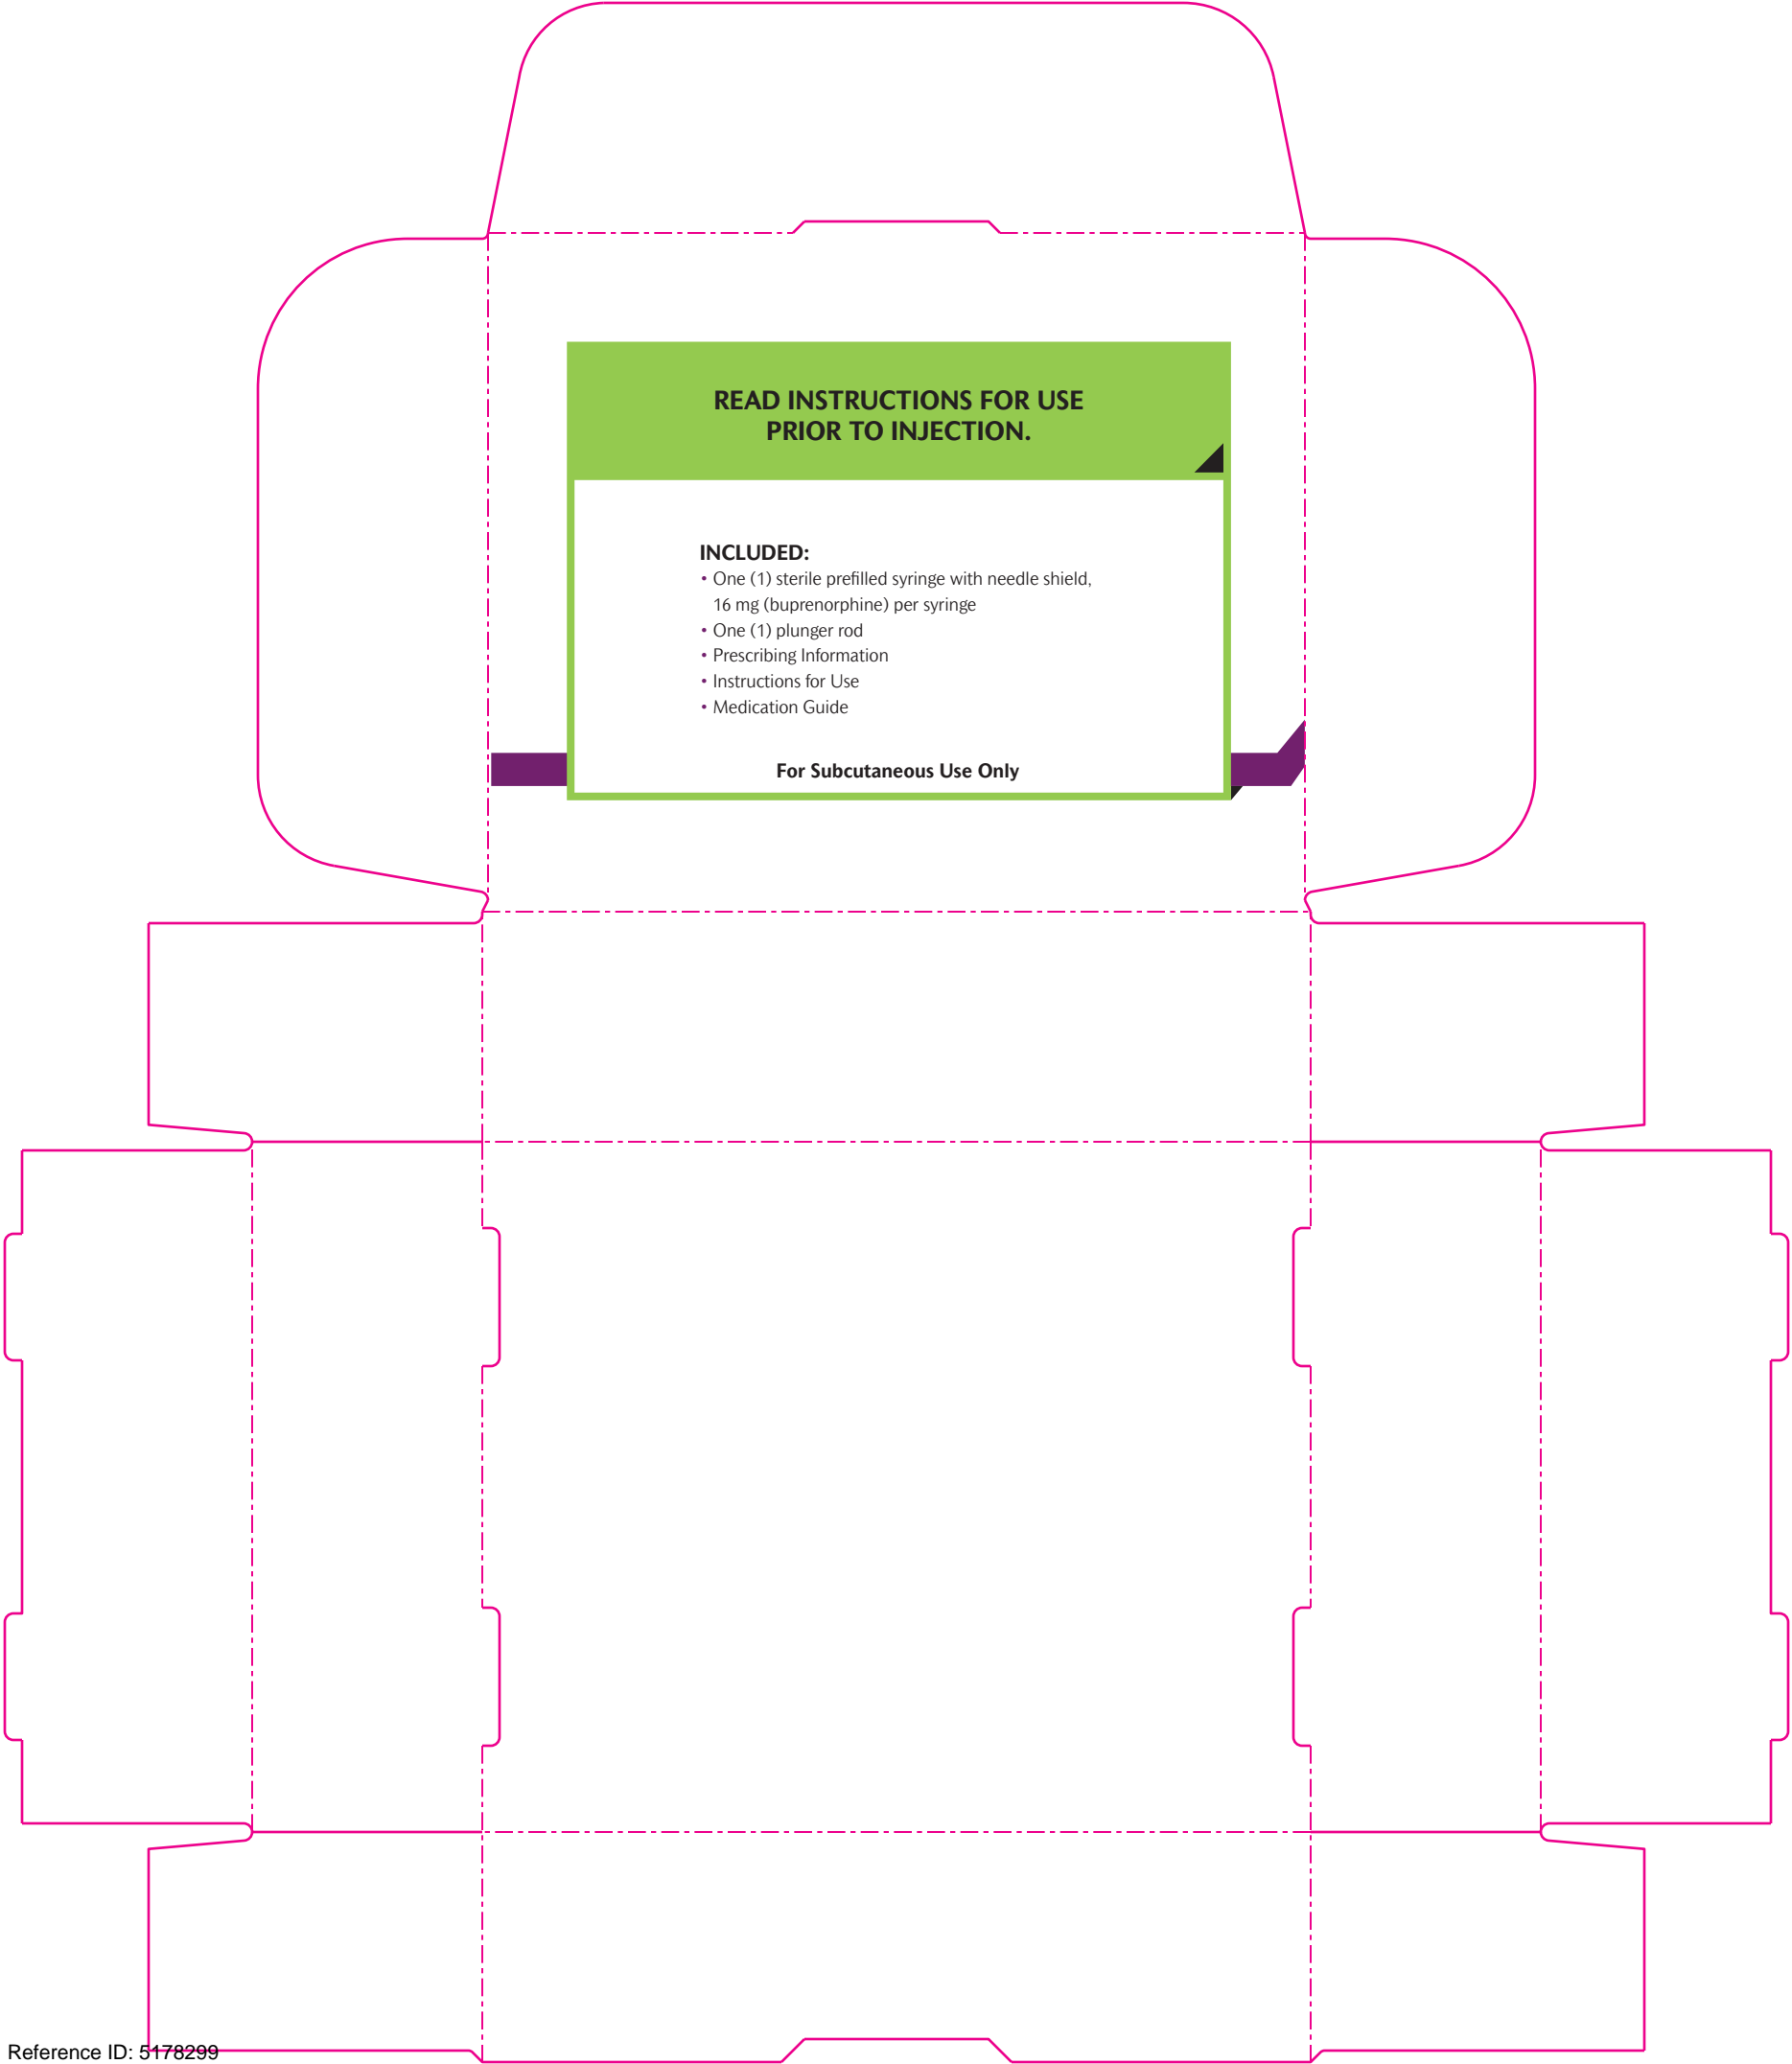 READ INSTRUCTIONS FOR USE
PRIOR TO INJECTION.
INCLUDED:
• One (1) sterile prefilled syringe with needle shield,
16 mg (buprenorphine) per syringe
• One (1) plunger rod
• Prescribing Information
• Instructions for Use
• Medication Guide
For Subcutaneous Use Only
Reference ID: 5178299